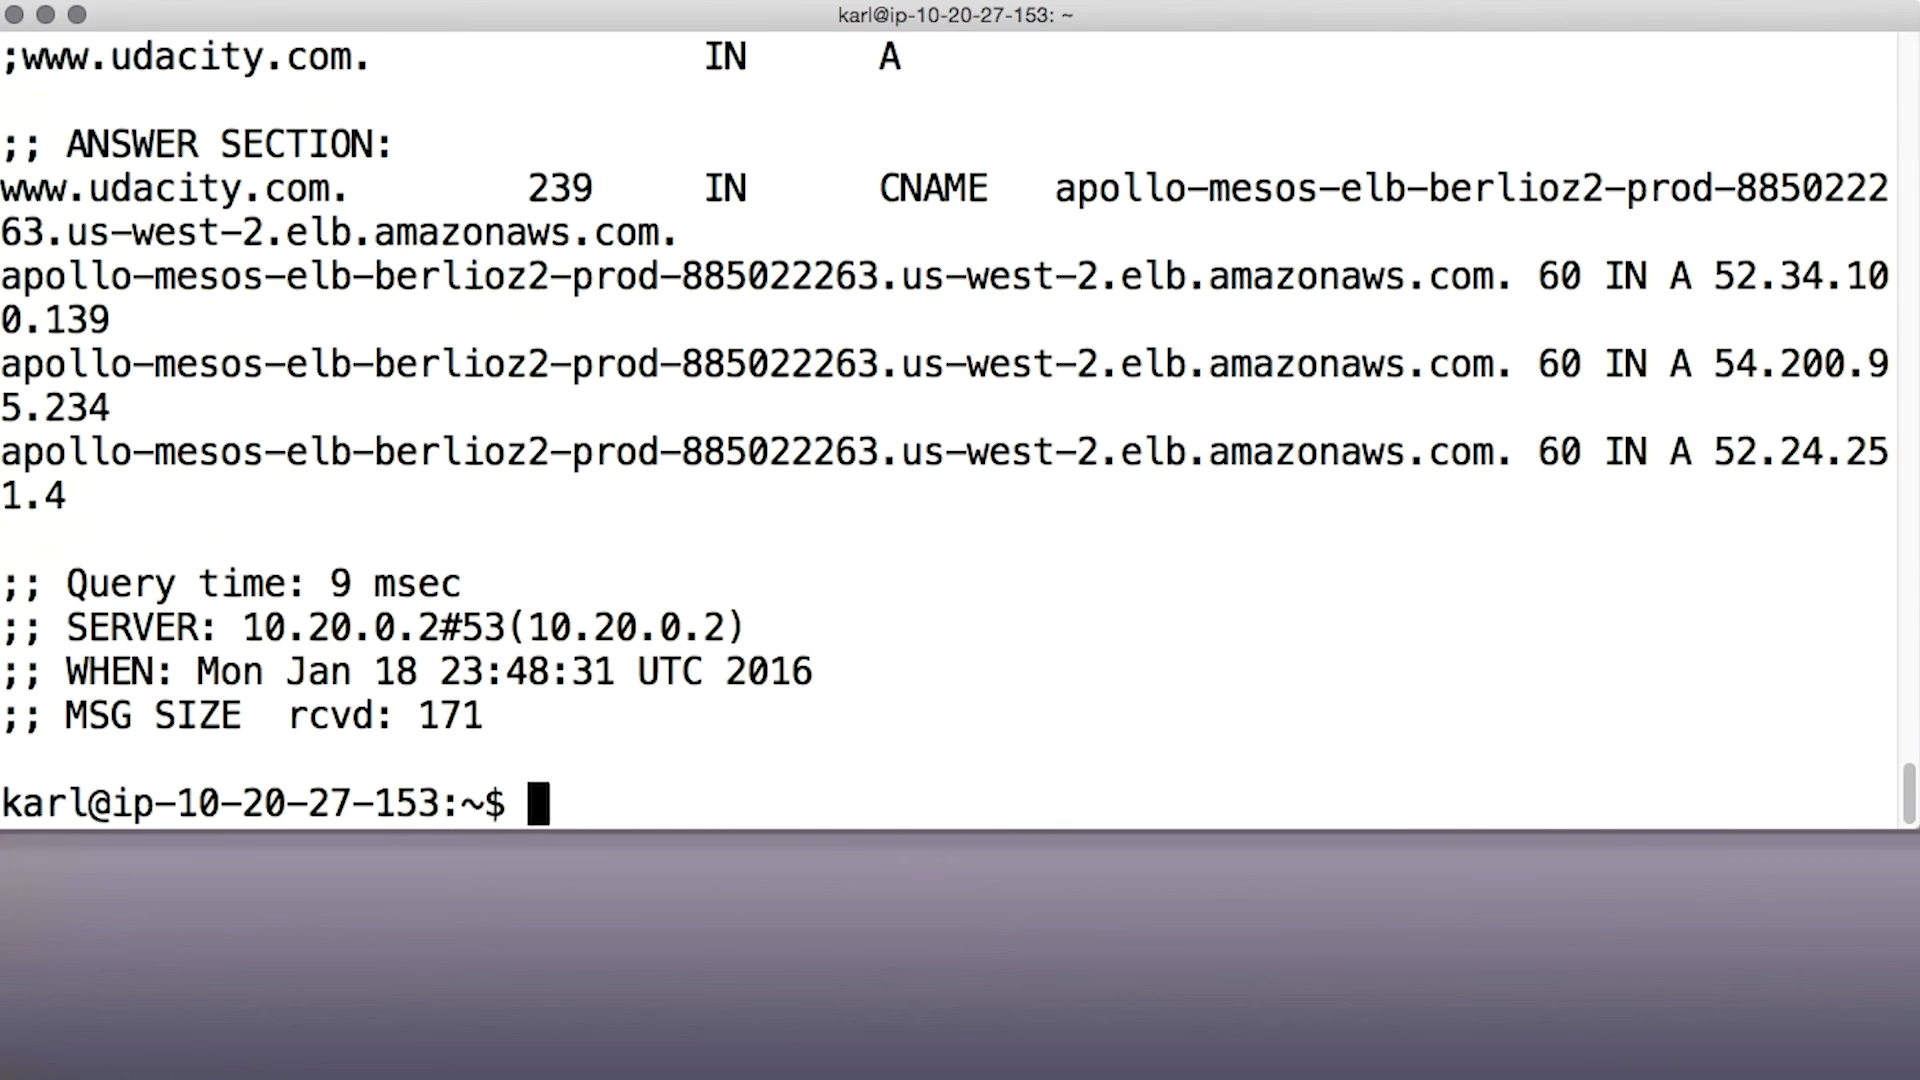 karl@ip-10-20-27-153: ~
;www.udacity.com. IN A
;; ANSWER SECTION:
www.udacity.com. 239 IN CNAME apollo-mesos-elb-berlioz2-prod-8850222
63.us-west-2.elb.amazonaws.com.
apollo-mesos-elb-berlioz2-prod-885022263.us-west-2.elb.amazonaws.com. 60 IN A 52.34.10
0.139
apollo-mesos-elb-berlioz2-prod-885022263.us-west-2.elb.amazonaws.com. 60 IN A 54.200.9
5.234
apollo-mesos-elb-berlioz2-prod-885022263.us-west-2.elb.amazonaws.com. 60 IN A 52.24.25
1.4
;; Query time: 9 msec
;; SERVER: 10.20.0.2#53(10.20.0.2)
;; WHEN: Mon Jan 18 23:48:31 UTC 2016
;; MSG SIZE  rcvd: 171
karl@ip-10-20-27-153:~$